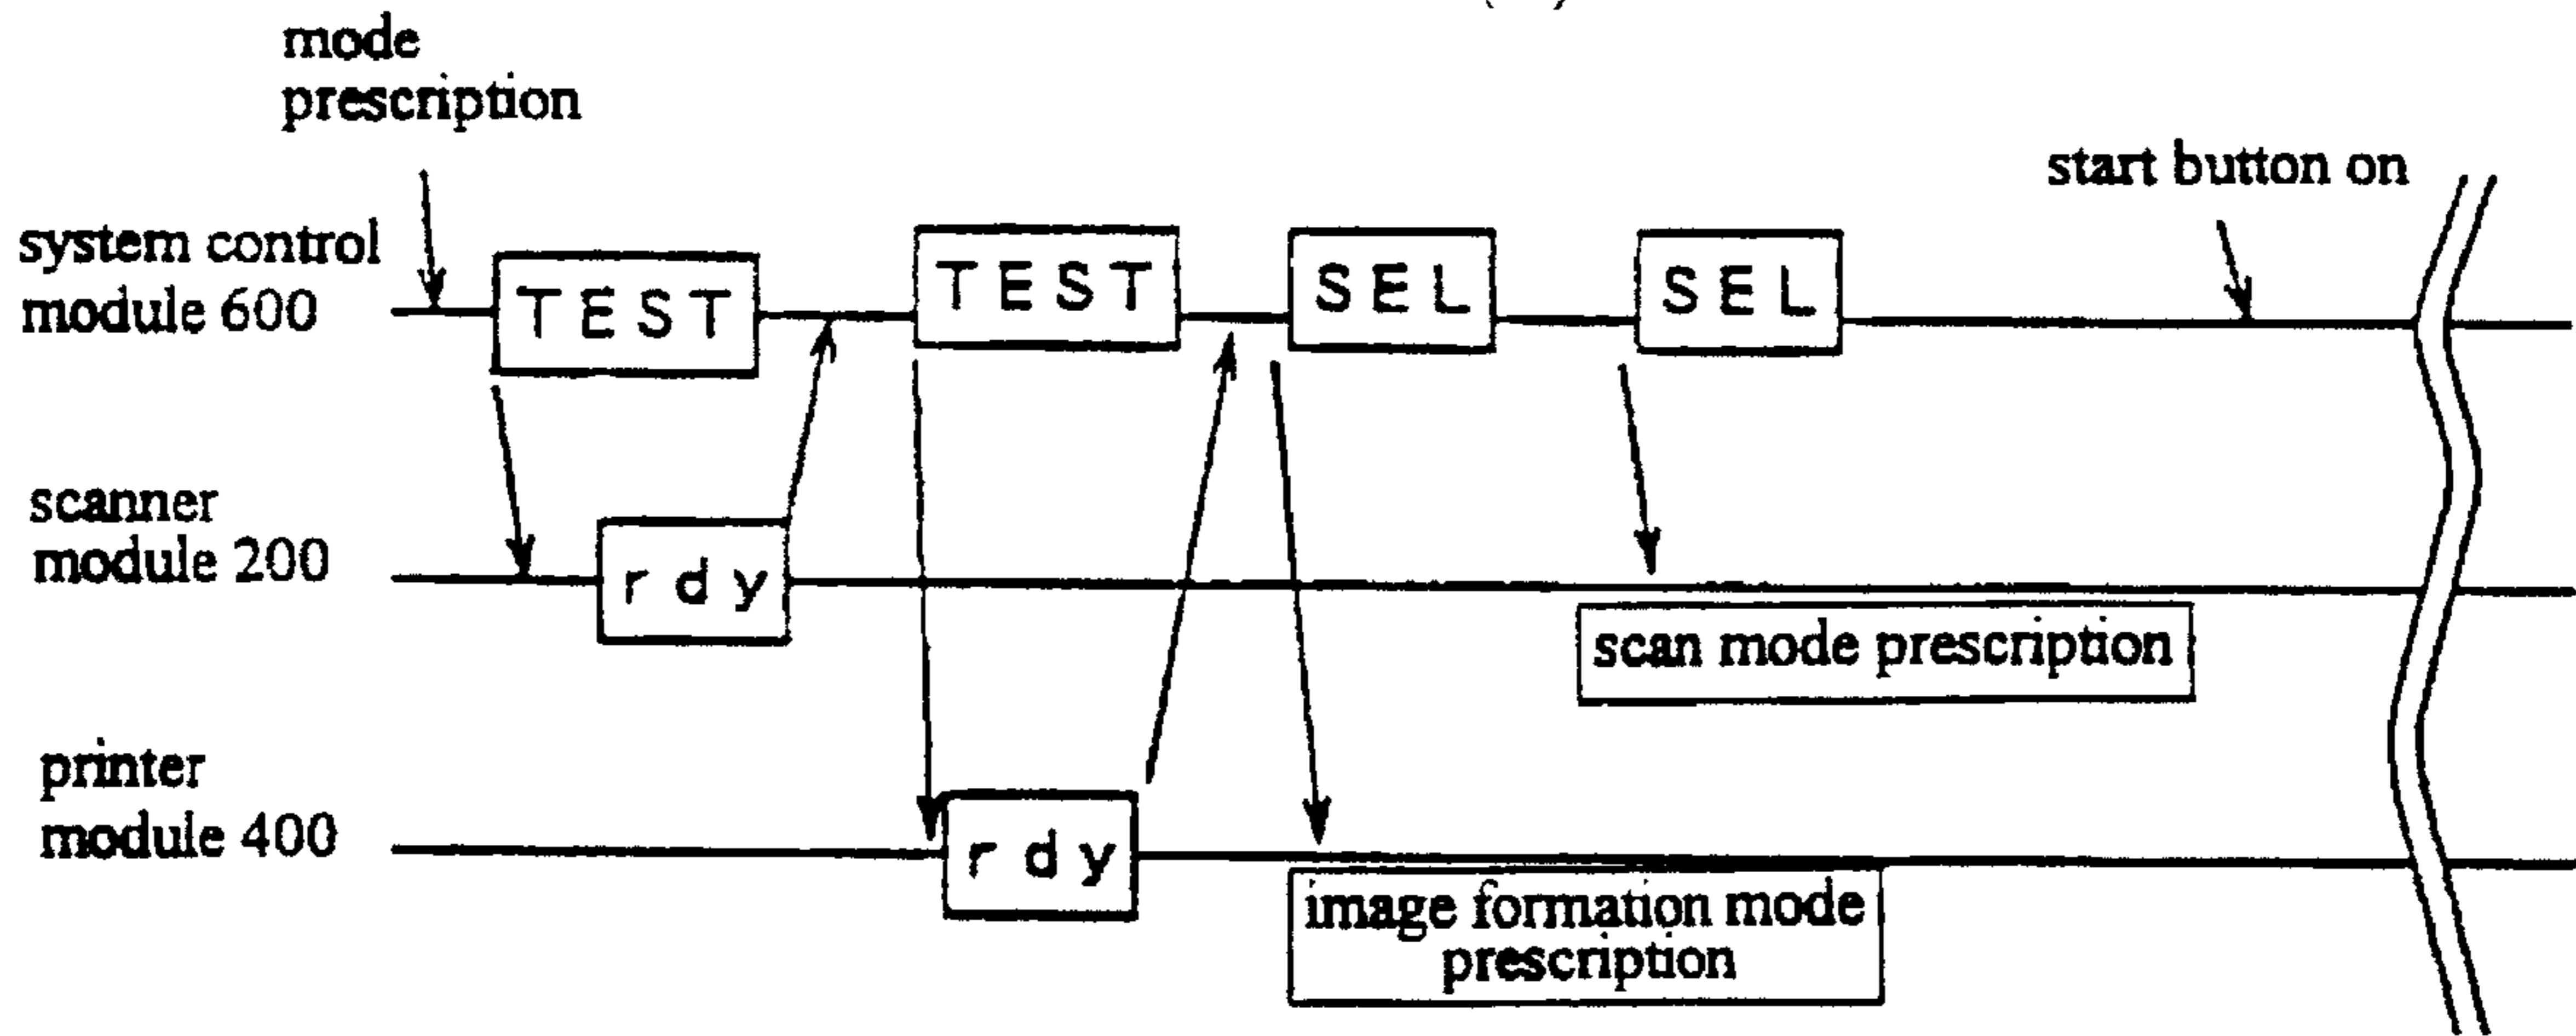 mode
prescription
start button on
system control
module 600
TEST
TEST
SEL
SEL
scanner
module 200
rdy
scan mode prescription
printer
module 400
rdy
image formation mode
prescription